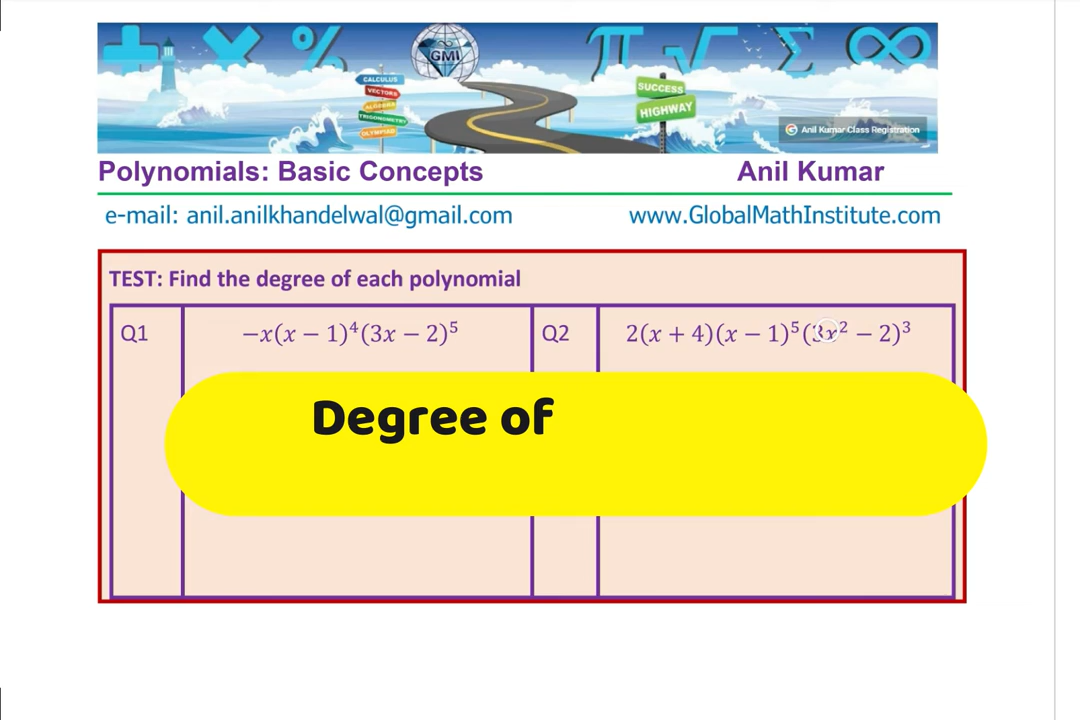 GMI
CALCULUS
VECTORS
ALGEBRA
TRIGONOMETRY
OLYMPIAD
SUCCESS
HIGHWAY
Anil Kumar Class Registration
Polynomials: Basic Concepts Anil Kumar
e-mail: anil.anilkhandelwal@gmail.com www.GlobalMathInstitute.com
TEST: Find the degree of each polynomial
Q1 −x(x − 1)⁴(3x − 2)⁵ Q2 2(x + 4)(x − 1)⁵(3x² − 2)³
Degree of